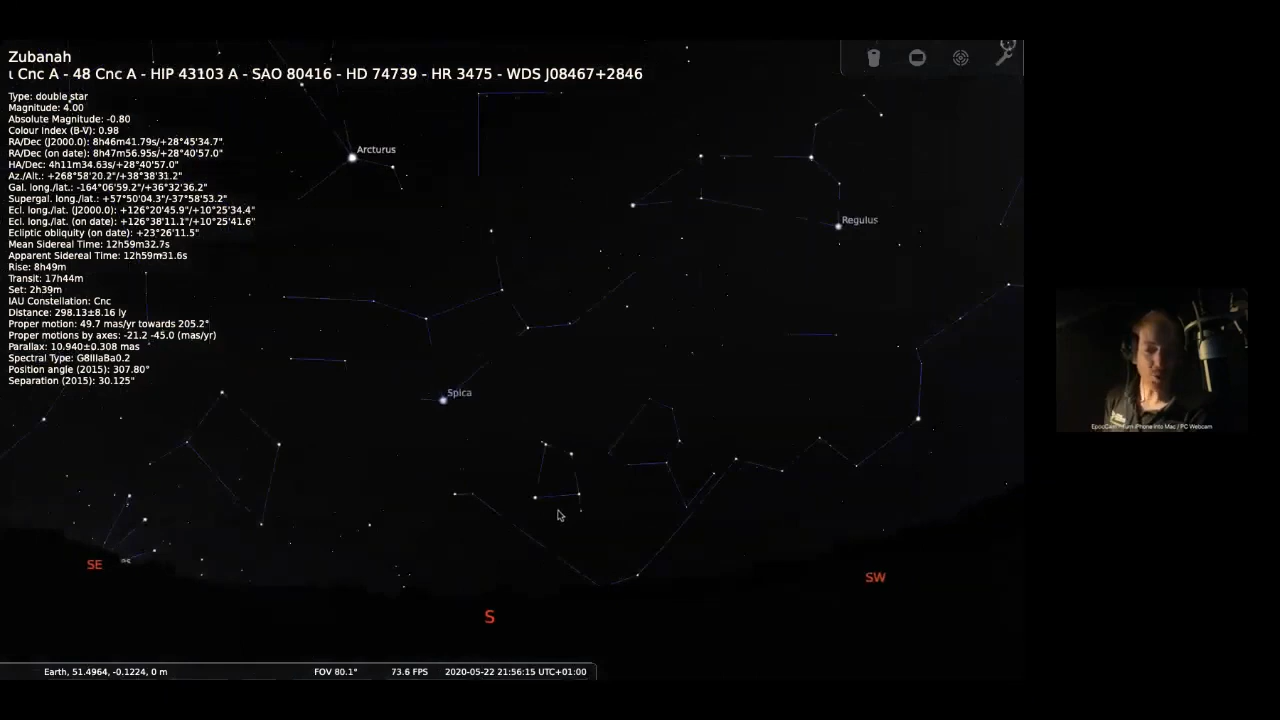 Zubanah
ι Cnc A - 48 Cnc A - HIP 43103 A - SAO 80416 - HD 74739 - HR 3475 - WDS J08467+2846
Type: double star
Magnitude: 4.00
Absolute Magnitude: -0.80
Colour Index (B-V): 0.98
RA/Dec (J2000.0): 8h46m41.79s/+28°45'34.7"
RA/Dec (on date): 8h47m56.95s/+28°40'57.0"
HA/Dec: 4h11m34.63s/+28°40'57.0"
Az./Alt.: +268°58'20.2"/+38°38'31.2"
Gal. long./lat.: -164°06'59.2"/+36°32'36.2"
Supergal. long./lat.: +57°50'04.3"/-37°58'53.2"
Ecl. long./lat. (J2000.0): +126°20'45.9"/+10°25'34.4"
Ecl. long./lat. (on date): +126°38'11.1"/+10°25'41.6"
Ecliptic obliquity (on date): +23°26'11.5"
Mean Sidereal Time: 12h59m32.7s
Apparent Sidereal Time: 12h59m31.6s
Rise: 8h49m
Transit: 17h44m
Set: 2h39m
IAU Constellation: Cnc
Distance: 298.13±8.16 ly
Proper motion: 49.7 mas/yr towards 205.2°
Proper motions by axes: -21.2 -45.0 (mas/yr)
Parallax: 10.940±0.308 mas
Spectral Type: G8IIIaBa0.2
Position angle (2015): 307.80°
Separation (2015): 30.125"
Arcturus
Regulus
Spica
SE
S
SW
Earth, 51.4964, -0.1224, 0 m
FOV 80.1°
73.6 FPS
2020-05-22 21:56:15 UTC+01:00
iPhone Into Mac / PC Webcam